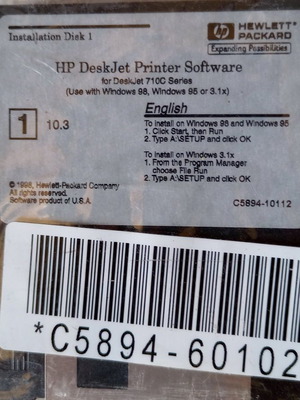 Installation Disk 1
hp HEWLETT®
PACKARD
Expanding Possibilities
HP DeskJet Printer Software
for DeskJet 710C Series
(Use with Windows 98, Windows 95 or 3.1x)
English
1 10.3
To install on Windows 98 and Windows 95
1. Click Start, then Run
2. Type A:\SETUP and click OK
To install on Windows 3.1x
1. From the Program Manager
choose File Run
2. Type A:\SETUP and click OK
© 1998, Hewlett-Packard Company
All rights reserved.
Software product of U.S.A.
C5894-10112
*C5894-60102